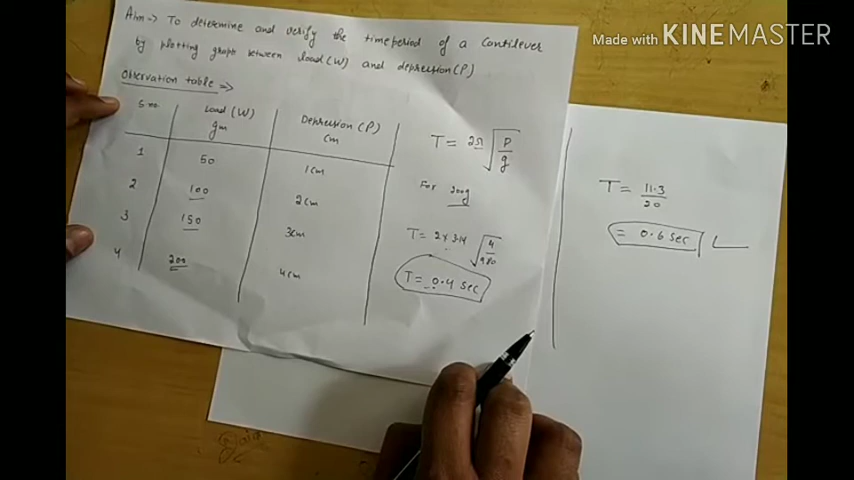 Made with KINEMASTER
Aim → To determine and verify the time period of a Cantilever
by plotting graph between load (W) and depression (P)
Observation table ⇒
S.no. Load (W) gm Depression (P) cm
1 50 1cm
2 100 2cm
3 150 3cm
4 200 4cm
T = 2π √(P/g)
For 200g
T = 2 x 3.14 √(4/980)
T = 0.4 sec
T = 11.3/20
= 0.6 sec